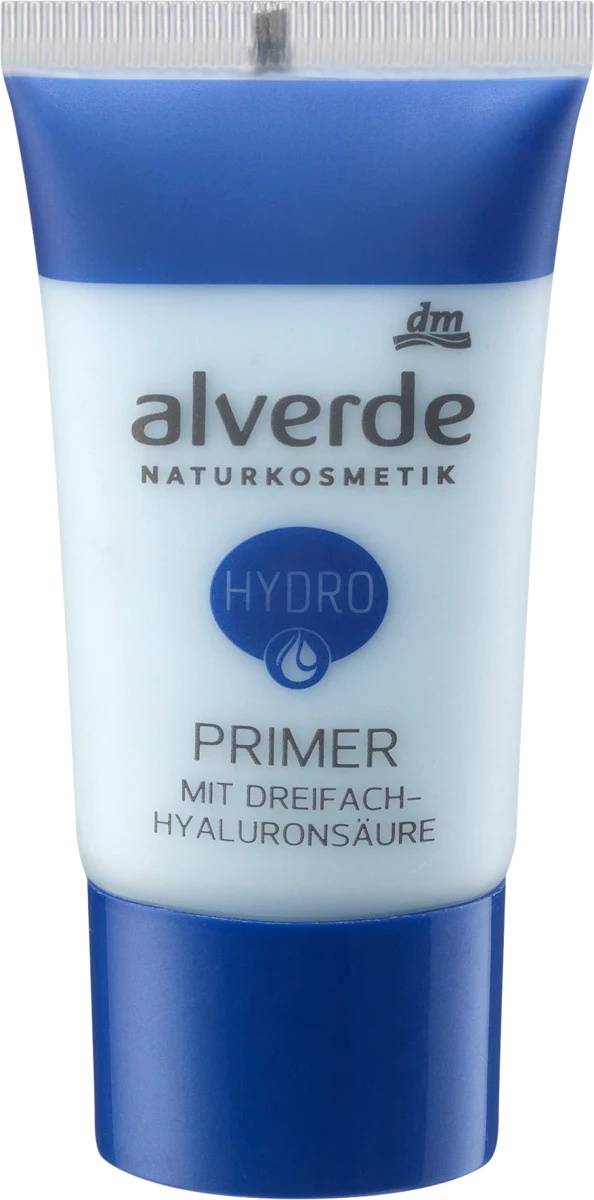 dm
alverde
NATURKOSMETIK
HYDRO
PRIMER
MIT DREIFACH-
HYALURONSÄURE